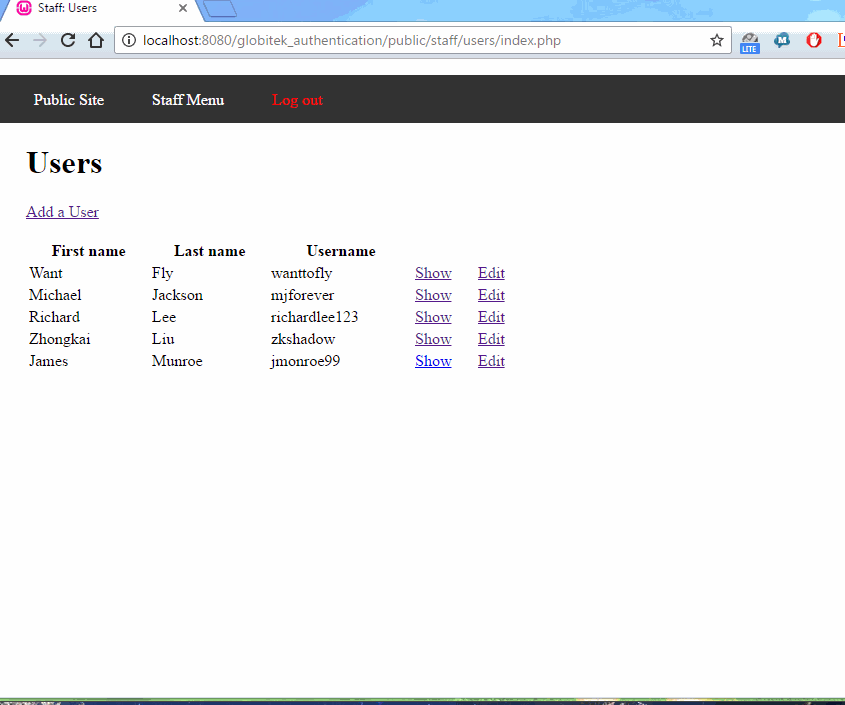 Staff: Users
localhost:8080/globitek_authentication/public/staff/users/index.php
LITE
M
Public Site Staff Menu Log out
Users
Add a User
First name Last name Username
Want Fly wanttofly Show Edit
Michael Jackson mjforever Show Edit
Richard Lee richardlee123 Show Edit
Zhongkai Liu zkshadow Show Edit
James Munroe jmonroe99 Show Edit